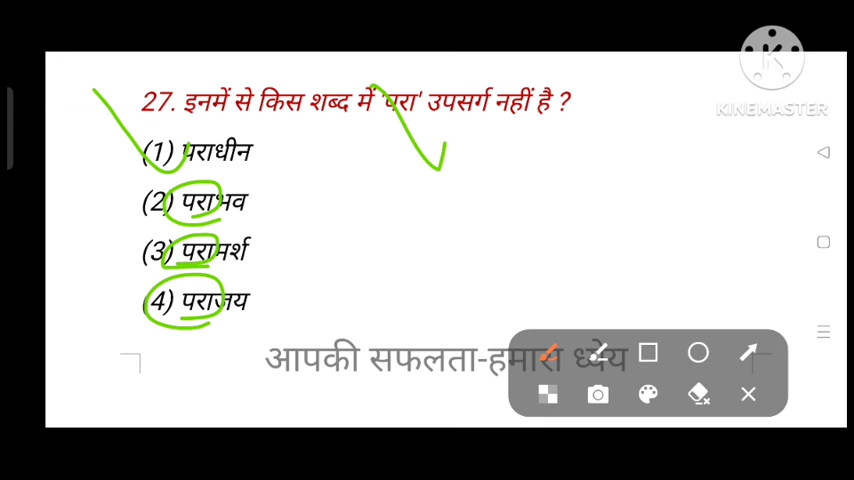 KINEMASTER
27. इनमें से किस शब्द में 'परा' उपसर्ग नहीं है ?
(1) पराधीन
(2) पराभव
(3) परामर्श
(4) पराजय
आपकी सफलता-हमारा ध्येय